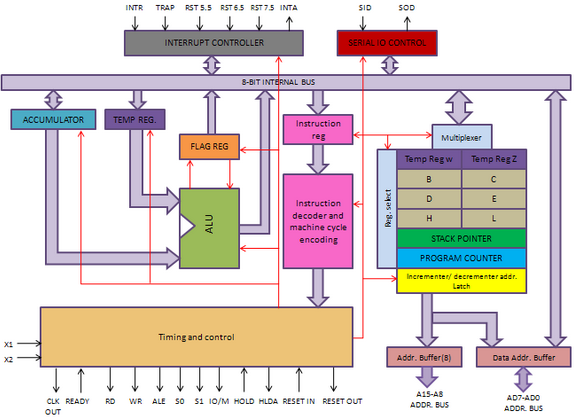 INTR TRAP RST 5.5 RST 6.5 RST 7.5 INTA SID SOD
INTERRUPT CONTROLLER
SERIAL IO CONTROL
8-BIT INTERNAL BUS
ACCUMULATOR
TEMP REG.
FLAG REG
ALU
Instruction
reg
Instruction
decoder and
machine cycle
encoding
Multiplexer
Reg. select
Temp Reg w
Temp Reg Z
B C
D E
H L
STACK POINTER
PROGRAM COUNTER
Incrementer/ decrementer addr.
Latch
Timing and control
X1
X2
Addr. Buffer(8)
Data Addr. Buffer
CLK
OUT
READY RD WR ALE S0 S1 IO/M HOLD HLDA RESET IN RESET OUT
A15-A8
ADDR. BUS
AD7-AD0
ADDR. BUS